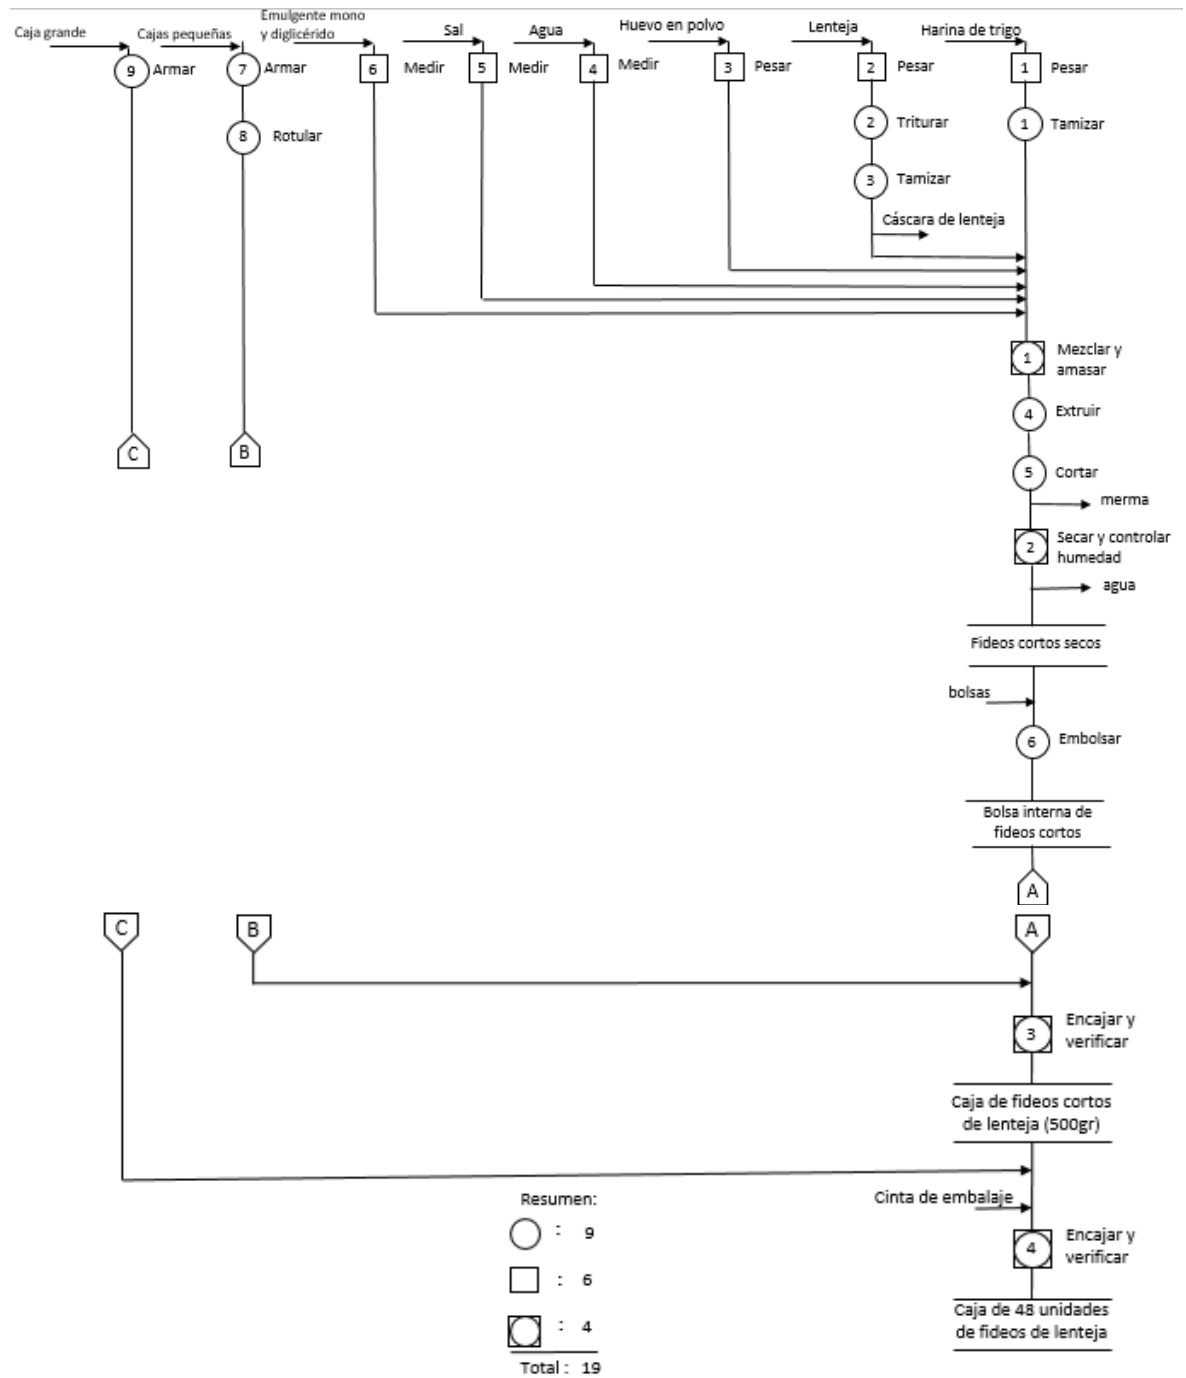 Caja grande
Cajas pequeñas
Emulgente mono
y diglicérido
Sal
Agua
Huevo en polvo
Lenteja
Harina de trigo
9 Armar
7 Armar
6 Medir
5 Medir
4 Medir
3 Pesar
2 Pesar
1 Pesar
8 Rotular
2 Triturar
1 Tamizar
3 Tamizar
Cáscara de lenteja
1 Mezclar y
amasar
4 Extruir
C
B
5 Cortar
merma
2 Secar y controlar
humedad
agua
Fideos cortos secos
bolsas
6 Embolsar
Bolsa interna de
fideos cortos
A
C
B
A
3 Encajar y
verificar
Caja de fideos cortos
de lenteja (500gr)
Cinta de embalaje
4 Encajar y
verificar
Caja de 48 unidades
de fideos de lenteja
Resumen:
: 9
: 6
: 4
Total : 19